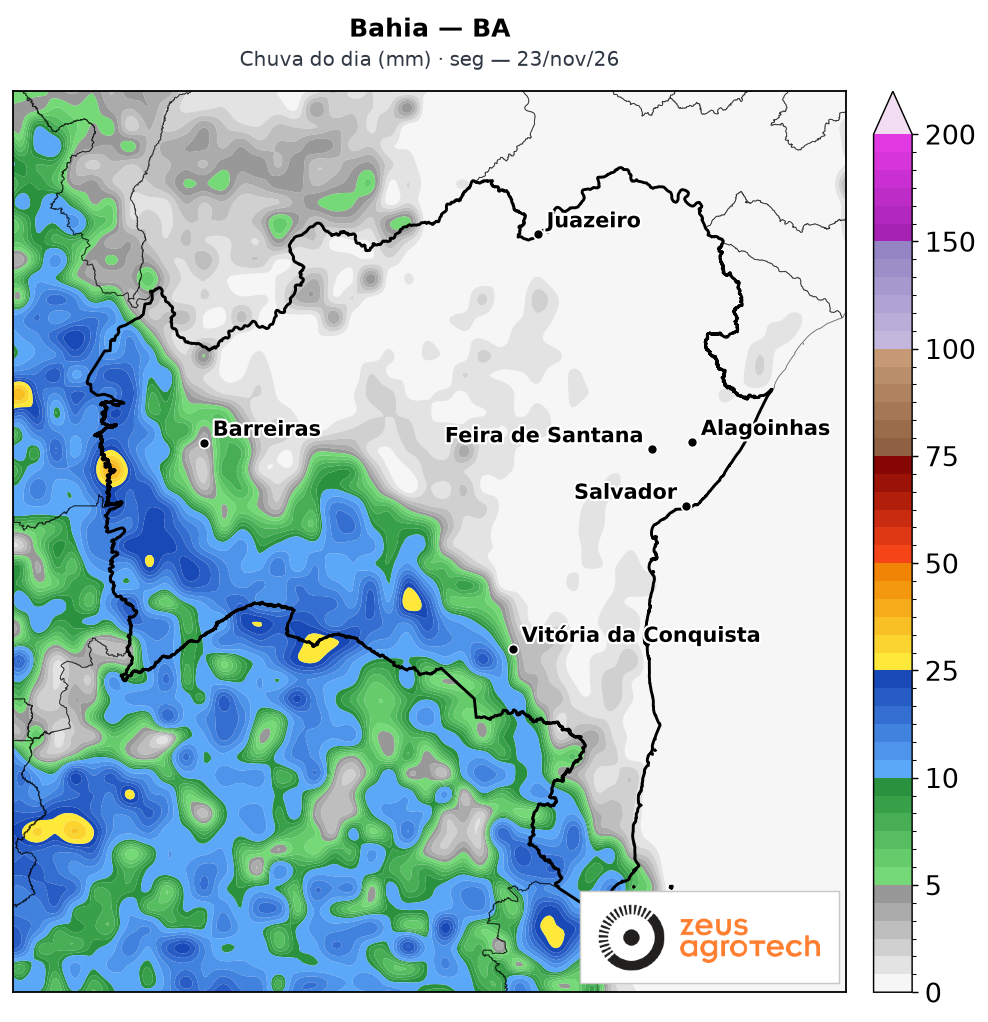 Bahia — BA
Chuva do dia (mm) · seg — 23/nov/26
Juazeiro
Barreiras
Feira de Santana
Alagoinhas
Salvador
Vitória da Conquista
200
150
100
75
50
25
10
5
0
zeus
agrotech